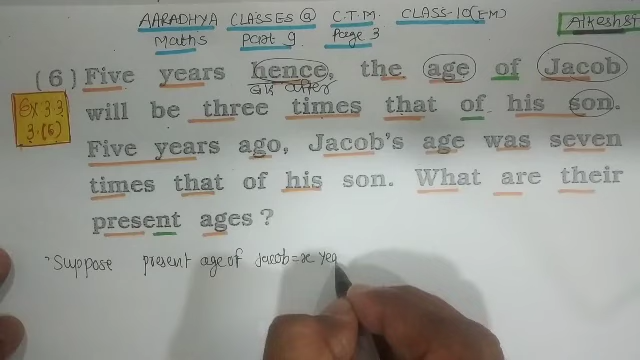 AARADHYA CLASSES @ C.T.M. CLASS-10(EM)
Maths Part 9 Page 3
(6) Five years hence, the age of Jacob
after
EX 3.3
3.(6)
will be three times that of his son.
Five years ago, Jacob's age was seven
times that of his son. What are their
present ages?
Suppose present age of Jacob = x yea